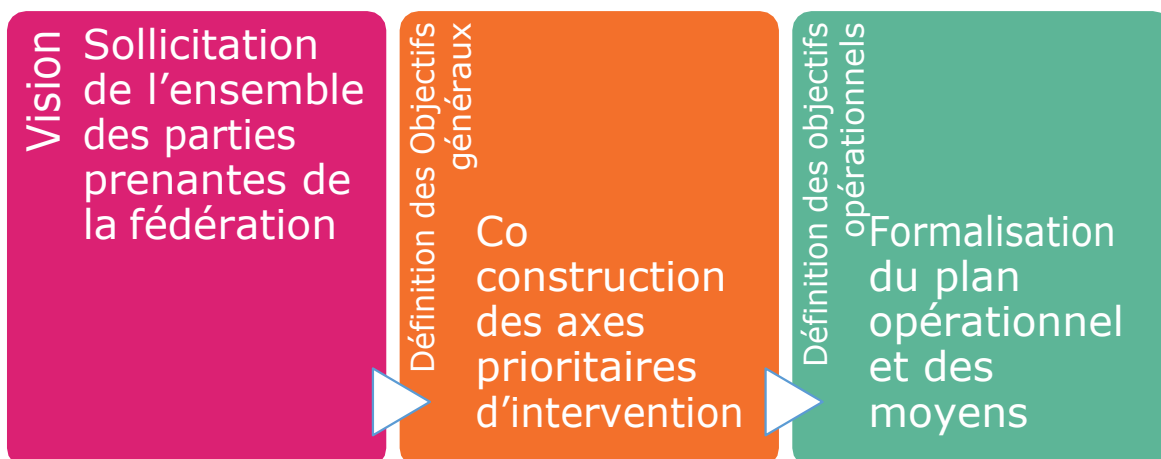 Vision
Sollicitation
de l’ensemble
des parties
prenantes de
la fédération
Définition des Objectifs
généraux
Co
construction
des axes
prioritaires
d’intervention
Définition des objectifs
opérationnels
Formalisation
du plan
opérationnel
et des
moyens